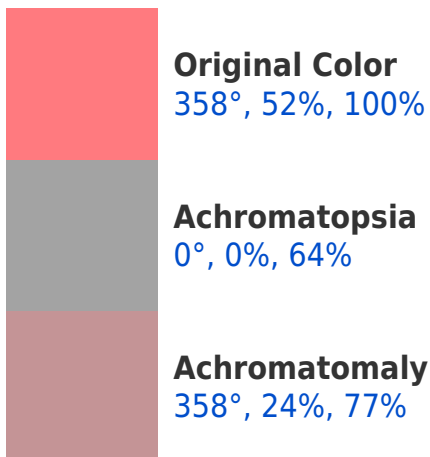 Original Color
358°, 52%, 100%
Achromatopsia
0°, 0%, 64%
Achromatomaly
358°, 24%, 77%